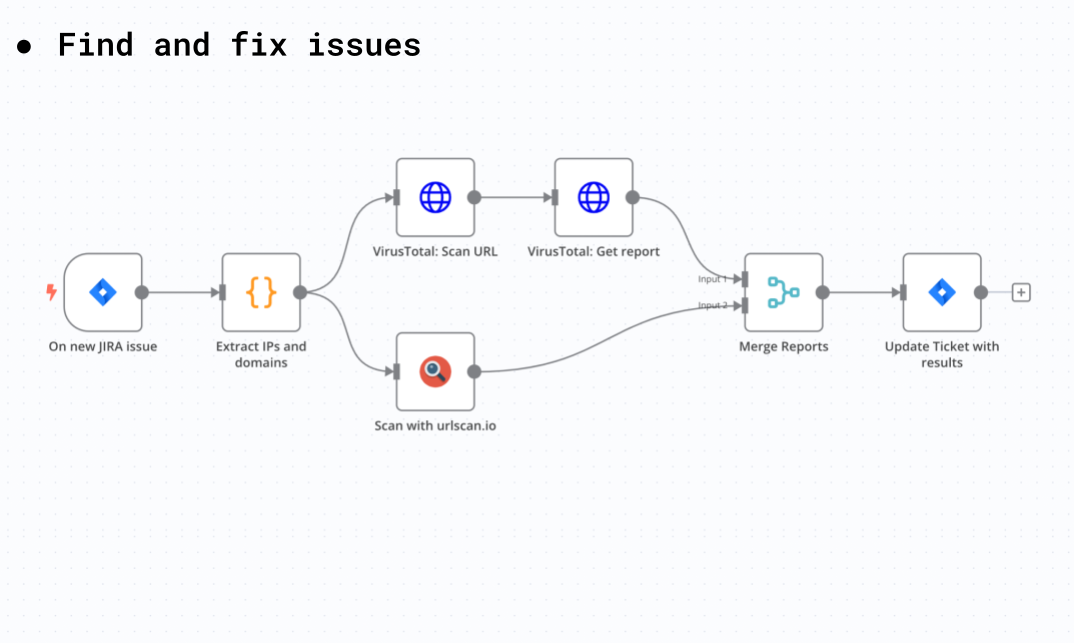 ● Find and fix issues
VirusTotal: Scan URL
VirusTotal: Get report
Input 1
Input 2
On new JIRA issue
{}
Extract IPs and
domains
Merge Reports
Update Ticket with
results
Scan with urlscan.io